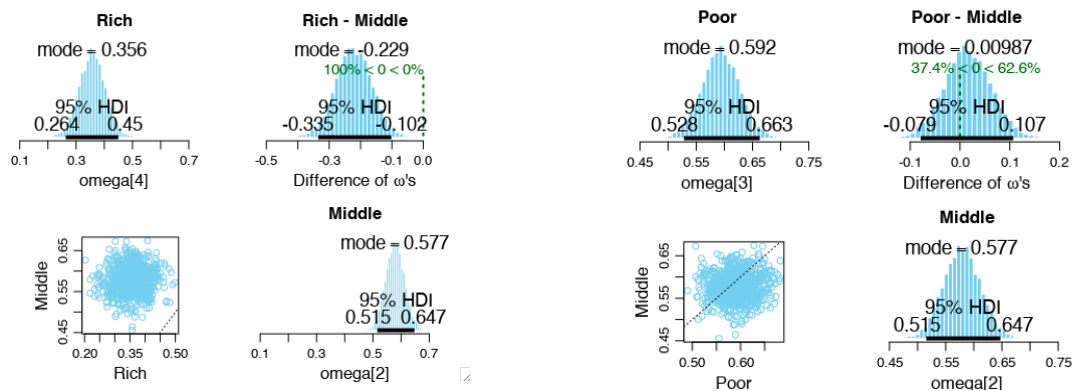 Rich
mode = 0.356
95% HDI
0.264 0.45
0.1 0.3 0.5 0.7
omega[4]
Rich - Middle
mode = -0.229
100% < 0 < 0%
95% HDI
-0.335 -0.102
-0.5 -0.3 -0.1 0.0
Difference of ω's
Poor
mode = 0.592
95% HDI
0.528 0.663
0.45 0.55 0.65 0.75
omega[3]
Poor - Middle
mode = 0.00987
37.4% < 0 < 62.6%
95% HDI
-0.079 0.107
-0.1 0.0 0.1 0.2
Difference of ω's
Middle
0.45 0.55 0.65
0.20 0.35 0.50
Rich
Middle
mode = 0.577
95% HDI
0.515 0.647
0.1 0.3 0.5 0.7
omega[2]
Middle
0.45 0.55 0.65
0.50 0.60
Poor
Middle
mode = 0.577
95% HDI
0.515 0.647
0.45 0.55 0.65 0.75
omega[2]